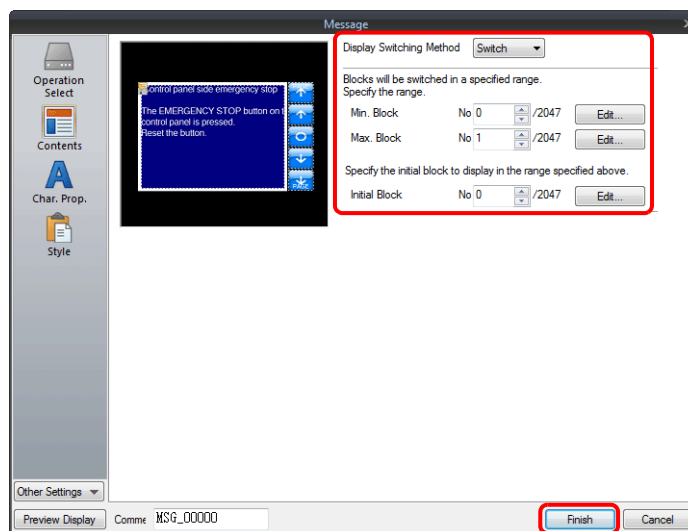 Message
Operation
Select
Contents
Char. Prop.
Style
Control panel side emergency stop
The EMERGENCY STOP button on t
control panel is pressed.
Reset the button.
PAGE
Display Switching Method Switch
Blocks will be switched in a specified range.
Specify the range.
Min. Block No 0 /2047 Edit...
Max. Block No 1 /2047 Edit...
Specify the initial block to display in the range specified above.
Initial Block No 0 /2047 Edit...
Other Settings
Preview Display Comme MSG_00000 Finish Cancel